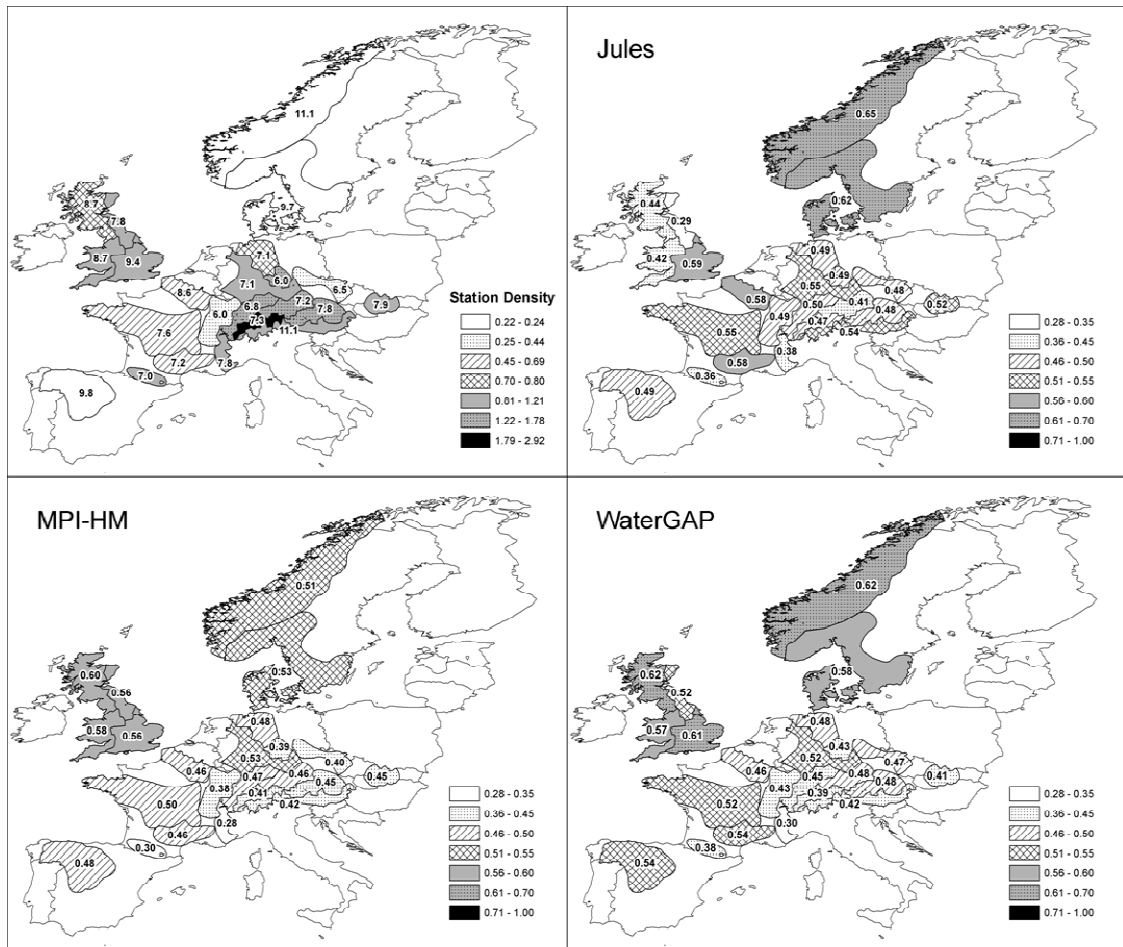 11.1
9.7
8.7
7.8
8.7
9.4
7.1
7.1
6.0
6.5
8.6
6.8
7.2
7.8
7.9
6.0
7.3
11.1
7.6
7.2
7.8
7.0
9.8
Station Density
0.22 - 0.24
0.25 - 0.44
0.45 - 0.69
0.70 - 0.80
0.81 - 1.21
1.22 - 1.78
1.79 - 2.92
Jules
0.65
0.62
0.44
0.29
0.42
0.59
0.49
0.49
0.55
0.48
0.58
0.50
0.41
0.48
0.52
0.49
0.47
0.54
0.55
0.38
0.58
0.36
0.49
0.28 - 0.35
0.36 - 0.45
0.46 - 0.50
0.51 - 0.55
0.56 - 0.60
0.61 - 0.70
0.71 - 1.00
MPI-HM
0.51
0.53
0.60
0.56
0.58
0.56
0.48
0.39
0.53
0.40
0.46
0.47
0.46
0.45
0.45
0.38
0.41
0.42
0.50
0.28
0.46
0.30
0.48
0.28 - 0.35
0.36 - 0.45
0.46 - 0.50
0.51 - 0.55
0.56 - 0.60
0.61 - 0.70
0.71 - 1.00
WaterGAP
0.62
0.58
0.62
0.52
0.57
0.61
0.48
0.43
0.52
0.47
0.46
0.45
0.48
0.48
0.41
0.43
0.39
0.42
0.52
0.30
0.54
0.38
0.54
0.28 - 0.35
0.36 - 0.45
0.46 - 0.50
0.51 - 0.55
0.56 - 0.60
0.61 - 0.70
0.71 - 1.00